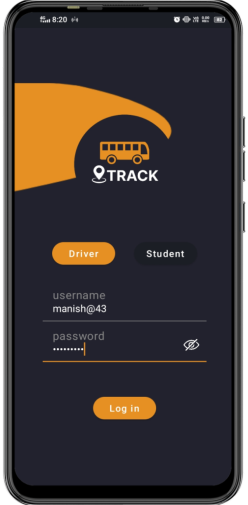 8:20
TRACK
Driver Student
username
manish@43
password
•••••••••
Log in